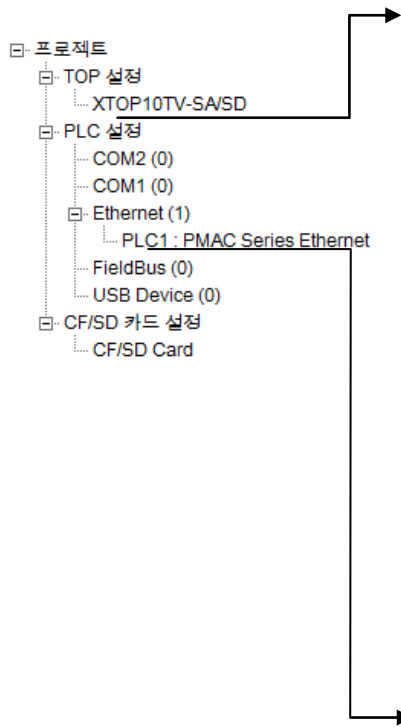 프로젝트
TOP 설정
XTOP10TV-SA/SD
PLC 설정
COM2 (0)
COM1 (0)
Ethernet (1)
PLC1 : PMAC Series Ethernet
FieldBus (0)
USB Device (0)
CF/SD 카드 설정
CF/SD Card